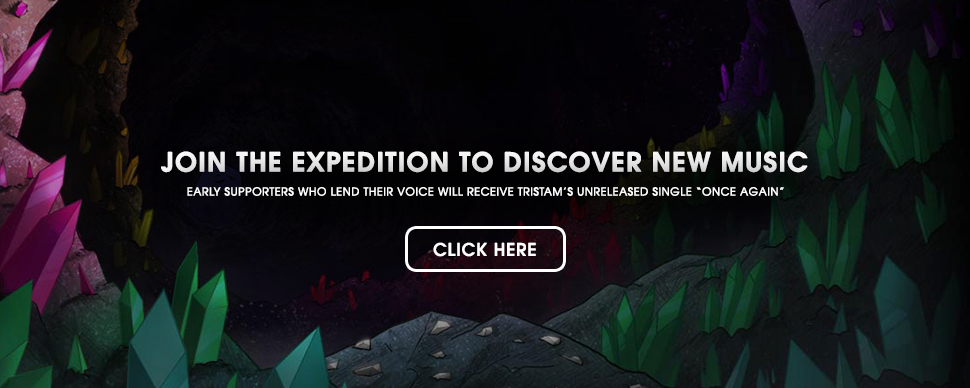 JOIN THE EXPEDITION TO DISCOVER NEW MUSIC
EARLY SUPPORTERS WHO LEND THEIR VOICE WILL RECEIVE TRISTAM'S UNRELEASED SINGLE "ONCE AGAIN"
CLICK HERE